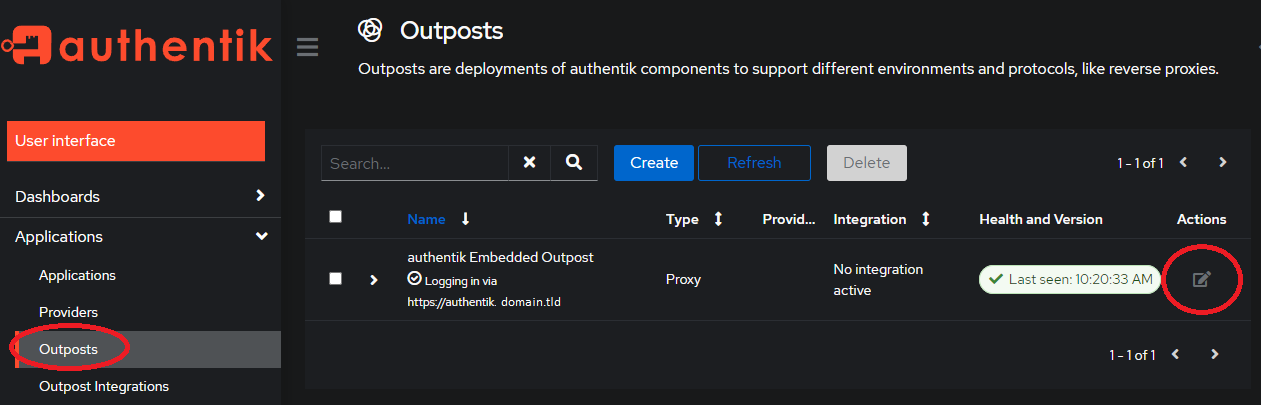 authentik
Outposts
Outposts are deployments of authentik components to support different environments and protocols, like reverse proxies.
User interface
Dashboards
Applications
Applications
Providers
Outposts
Outpost Integrations
Search...
Create
Refresh
Delete
1 - 1 of 1
Name
Type
Provid...
Integration
Health and Version
Actions
authentik Embedded Outpost
Logging in via
https://authentik. domain.tld
Proxy
No integration
active
Last seen: 10:20:33 AM
1 - 1 of 1